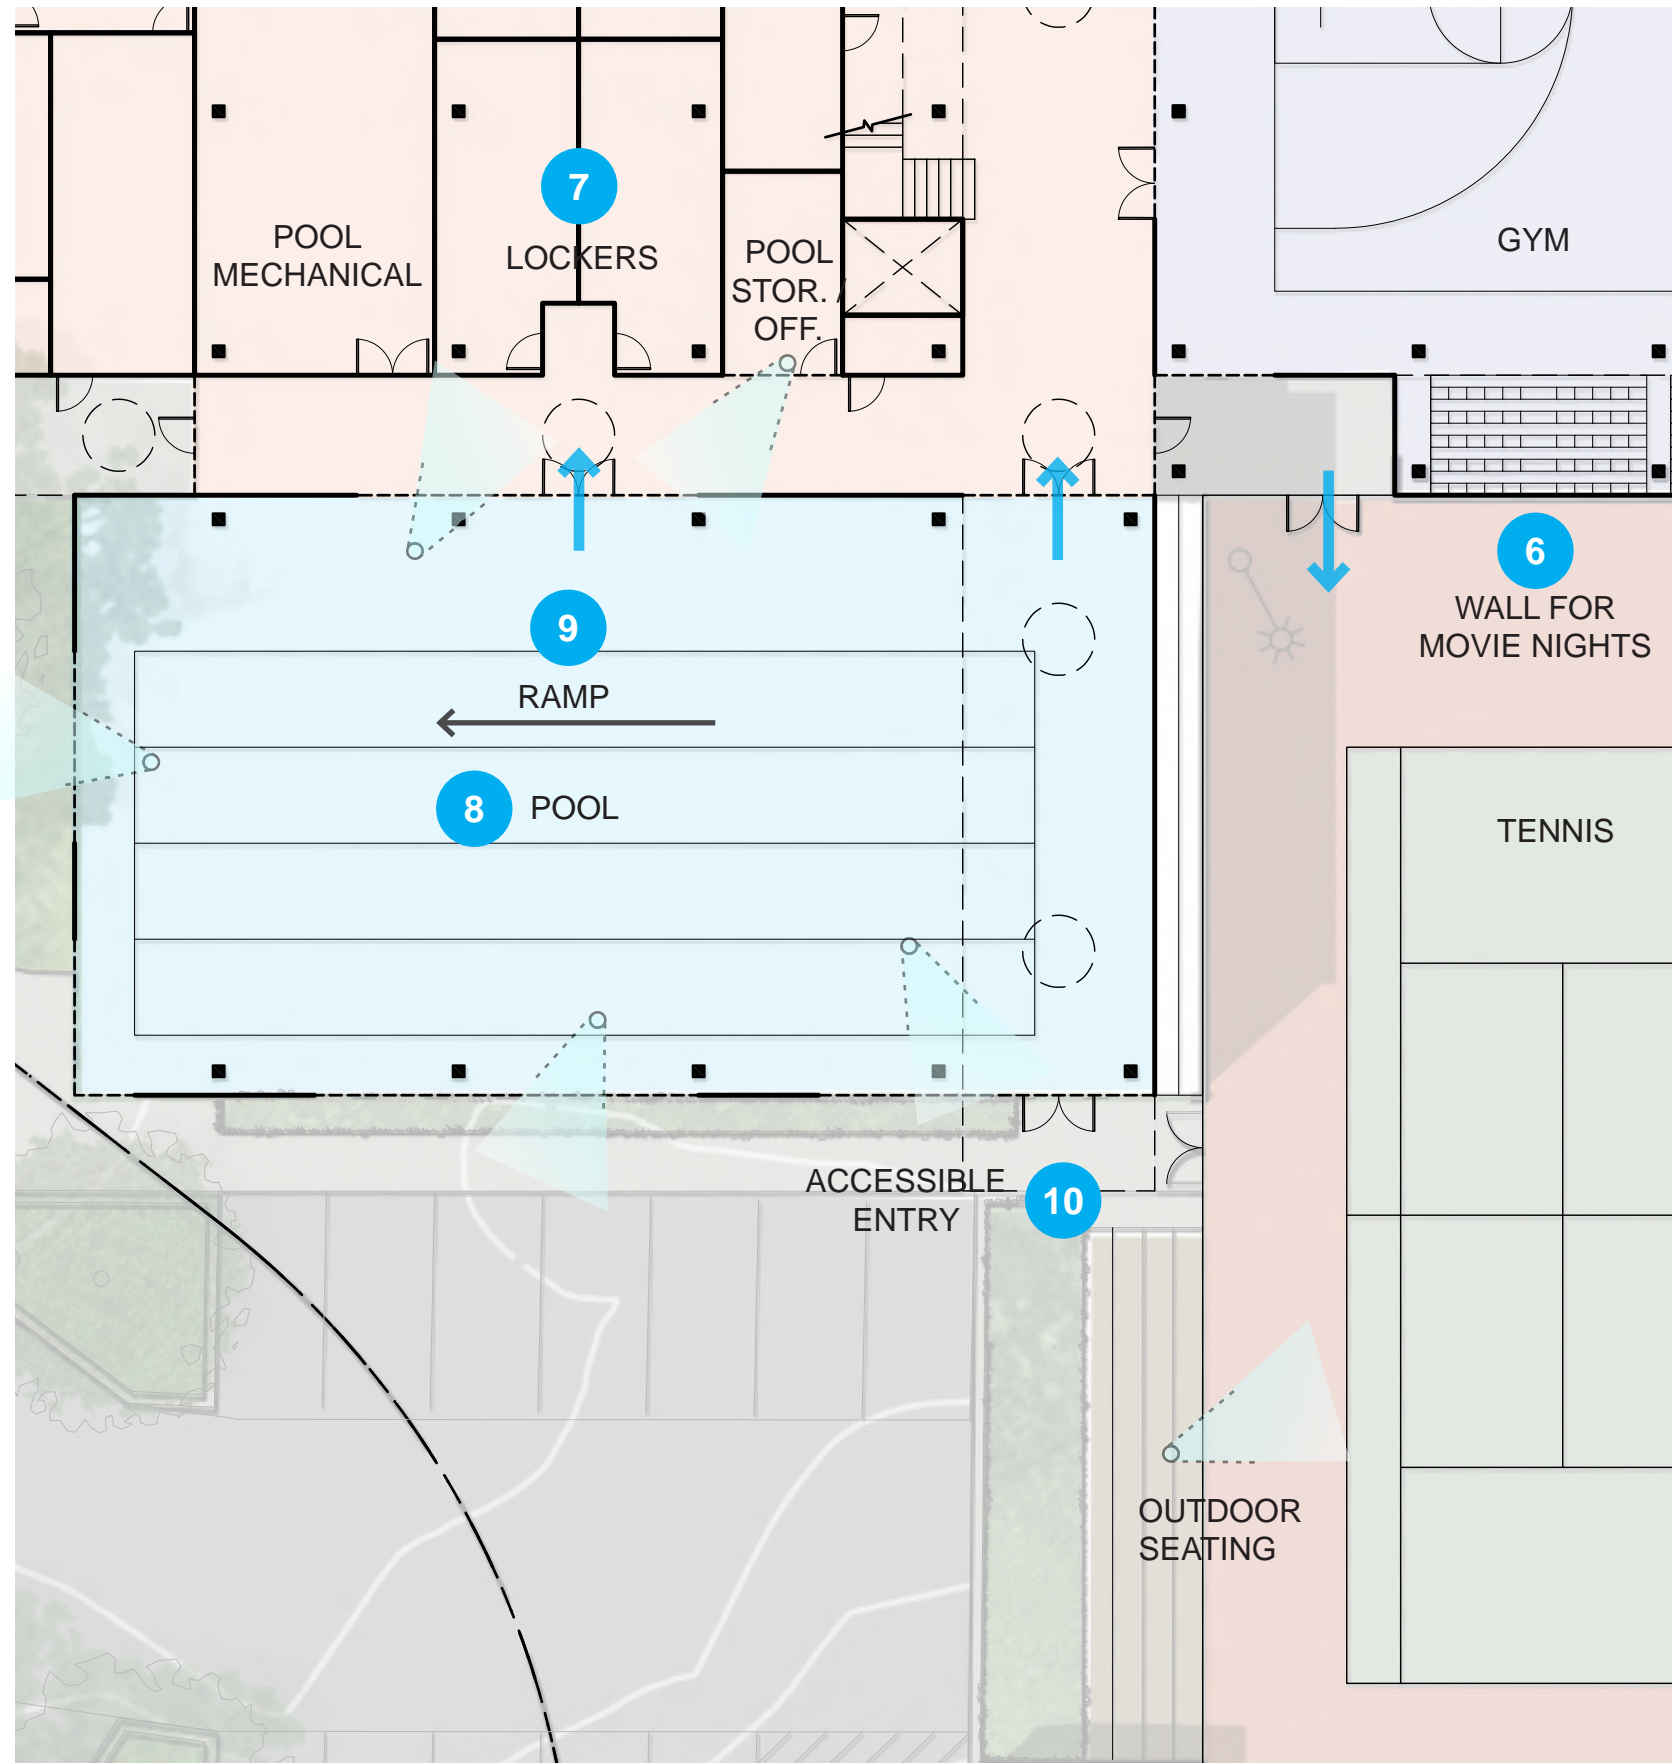 7
POOL
MECHANICAL
LOCKERS
POOL
STOR. /
OFF.
GYM
6
WALL FOR
MOVIE NIGHTS
9
RAMP
8 POOL
TENNIS
ACCESSIBLE
ENTRY
10
OUTDOOR
SEATING